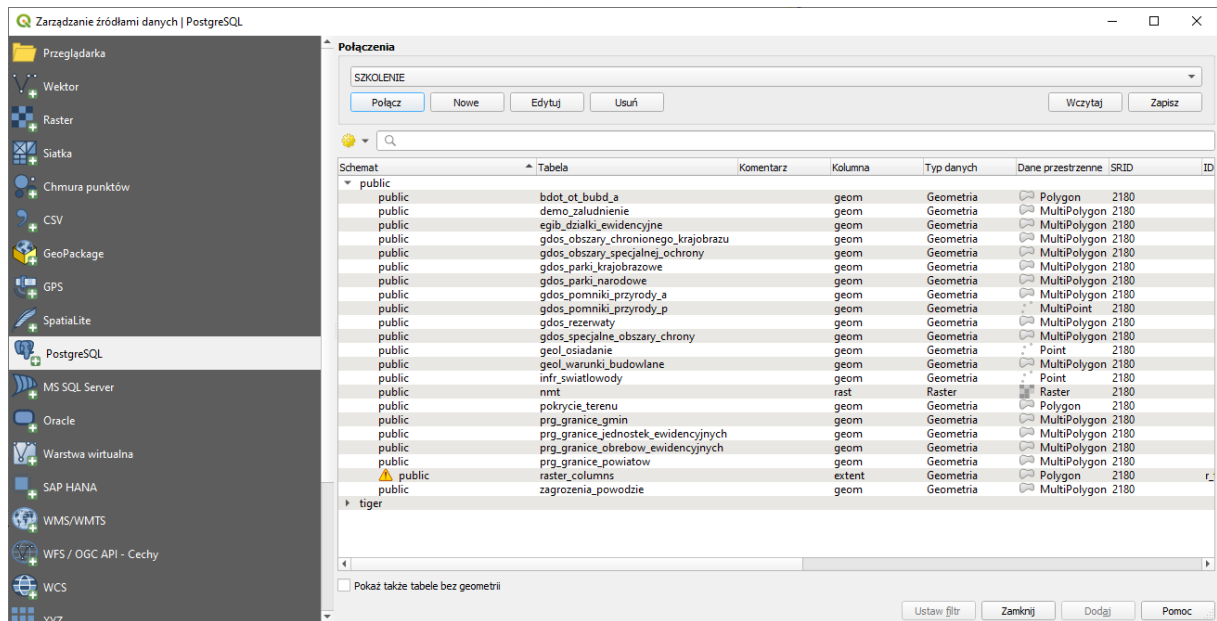 Zarządzanie źródłami danych | PostgreSQL
Przeglądarka
Wektor
Raster
Siatka
Chmura punktów
CSV
GeoPackage
GPS
SpatiaLite
PostgreSQL
MS SQL Server
Oracle
Warstwa wirtualna
SAP HANA
WMS/WMTS
WFS / OGC API - Cechy
WCS
XYZ
Połączenia
SZKOLENIE
Połącz Nowe Edytuj Usuń Wczytaj Zapisz
Schemat Tabela Komentarz Kolumna Typ danych Dane przestrzenne SRID ID
public
public bdot_ot_bubd_a geom Geometria Polygon 2180
public demo_zaludnienie geom Geometria MultiPolygon 2180
public egib_dzialki_ewidencyjne geom Geometria MultiPolygon 2180
public gdos_obszary_chronionego_krajobrazu geom Geometria MultiPolygon 2180
public gdos_obszary_specjalnej_ochrony geom Geometria MultiPolygon 2180
public gdos_parki_krajobrazowe geom Geometria MultiPolygon 2180
public gdos_parki_narodowe geom Geometria MultiPolygon 2180
public gdos_pomniki_przyrody_a geom Geometria MultiPolygon 2180
public gdos_pomniki_przyrody_p geom Geometria MultiPoint 2180
public gdos_rezerwaty geom Geometria MultiPolygon 2180
public gdos_specjalne_obszary_chrony geom Geometria MultiPolygon 2180
public geol_osiadanie geom Geometria Point 2180
public geol_warunki_budowlane geom Geometria MultiPolygon 2180
public infr_swiatlowody geom Geometria Point 2180
public nmt rast Raster Raster 2180
public pokrycie_terenu geom Geometria Polygon 2180
public prg_granice_gmin geom Geometria MultiPolygon 2180
public prg_granice_jednostek_ewidencyjnych geom Geometria MultiPolygon 2180
public prg_granice_obrebow_ewidencyjnych geom Geometria MultiPolygon 2180
public prg_granice_powiatow geom Geometria MultiPolygon 2180
public raster_columns extent Geometria Polygon 2180
public zagrozenia_powodzie geom Geometria MultiPolygon 2180
tiger
Pokaż także tabele bez geometrii
Ustaw filtr Zamknij Dodaj Pomoc